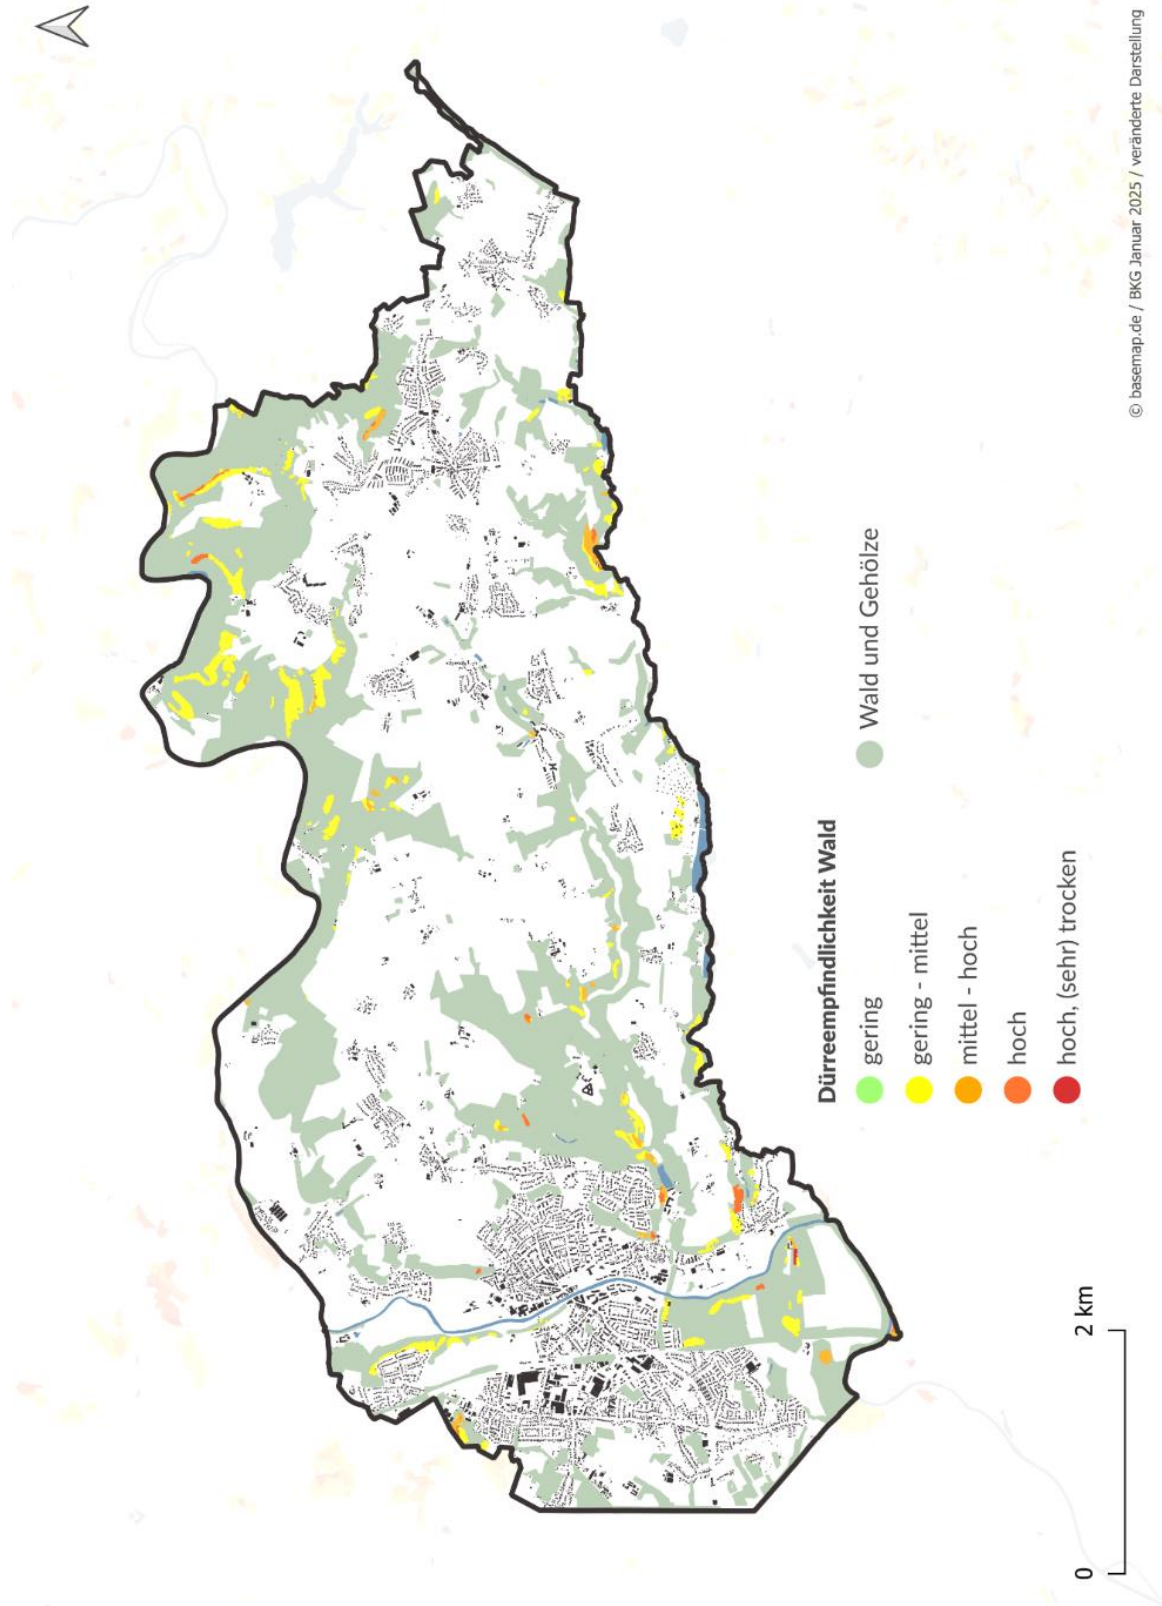 Dürreempfindlichkeit Wald
gering
gering - mittel
mittel - hoch
hoch
hoch, (sehr) trocken
Wald und Gehölze
0
2 km
© basemap.de / BKG Januar 2025 / veränderte Darstellung